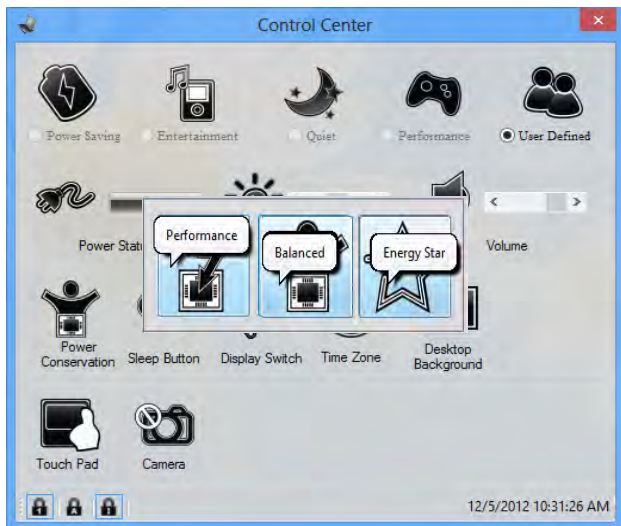 Control Center
Power Saving
Entertainment
Quiet
Performance
User Defined
Performance
Balanced
Energy Star
Power
Volume
Power
Conservation
Sleep Button
Display Switch
Time Zone
Desktop
Background
Touch Pad
Camera
12/5/2012 10:31:26 AM